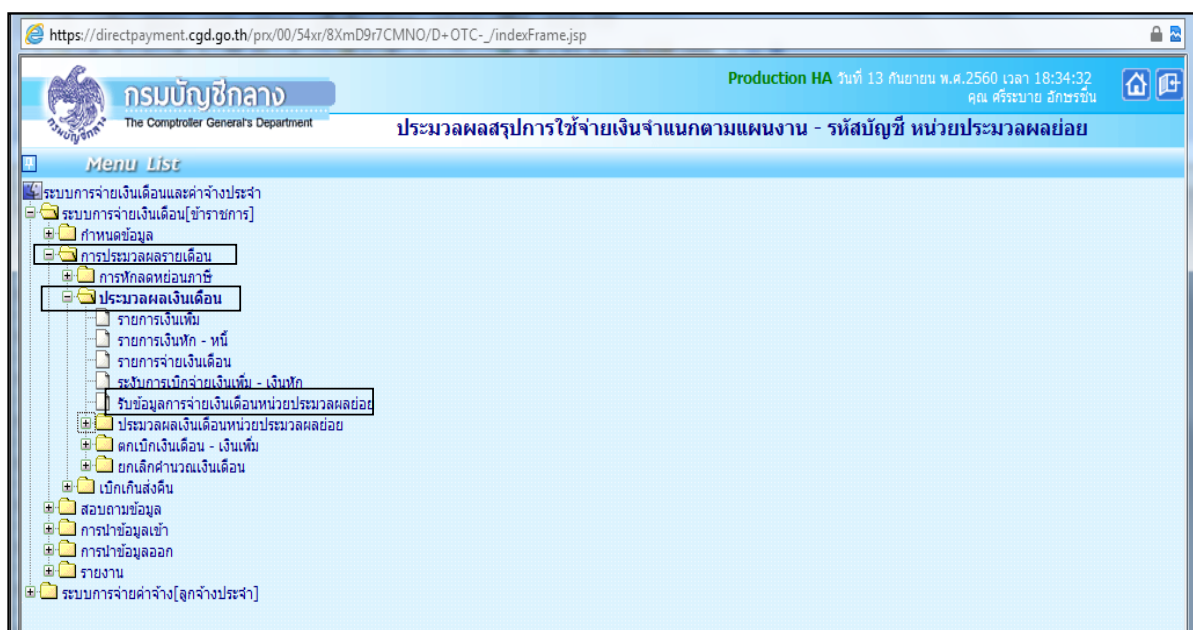 https://directpayment.cgd.go.th/prx/00/54xr/8XmD9r7CMNO/D+OTC-_/indexFrame.jsp
กรมบัญชีกลาง
The Comptroller General's Department
Production HA วันที่ 13 กันยายน พ.ศ.2560 เวลา 18:34:32
คุณ ศรีระบาย อักษรชื่น
ประมวลผลสรุปการใช้จ่ายเงินจำแนกตามแผนงาน - รหัสบัญชี หน่วยประมวลผลย่อย
Menu List
ระบบการจ่ายเงินเดือนและค่าจ้างประจำ
ระบบการจ่ายเงินเดือน[ข้าราชการ]
กำหนดข้อมูล
การประมวลผลรายเดือน
การหักลดหย่อนภาษี
ประมวลผลเงินเดือน
รายการเงินเพิ่ม
รายการเงินหัก - หนี้
รายการจ่ายเงินเดือน
ระงับการเบิกจ่ายเงินเพิ่ม - เงินหัก
รับข้อมูลการจ่ายเงินเดือนหน่วยประมวลผลย่อย
ประมวลผลเงินเดือนหน่วยประมวลผลย่อย
ตกเบิกเงินเดือน - เงินเพิ่ม
ยกเลิกคำนวณเงินเดือน
เบิกเกินส่งคืน
สอบถามข้อมูล
การนำข้อมูลเข้า
การนำข้อมูลออก
รายงาน
ระบบการจ่ายค่าจ้าง[ลูกจ้างประจำ]